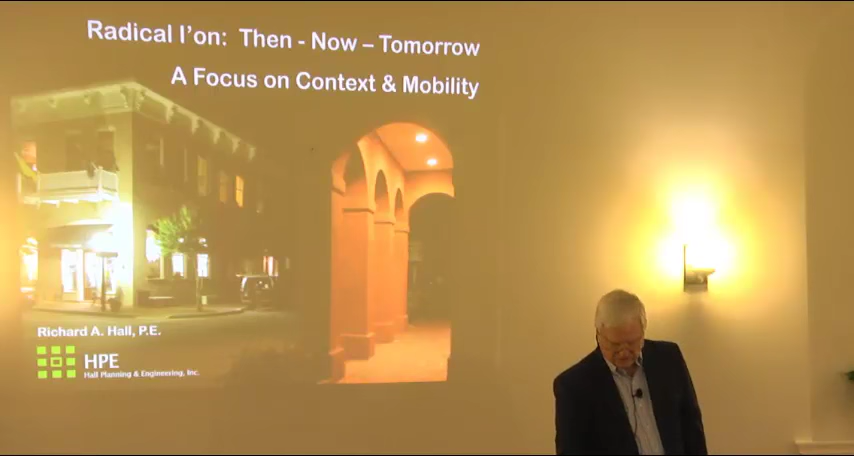 Radical I'on:  Then - Now – Tomorrow
A Focus on Context & Mobility
Richard A. Hall, P.E.
HPE
Hall Planning & Engineering, Inc.